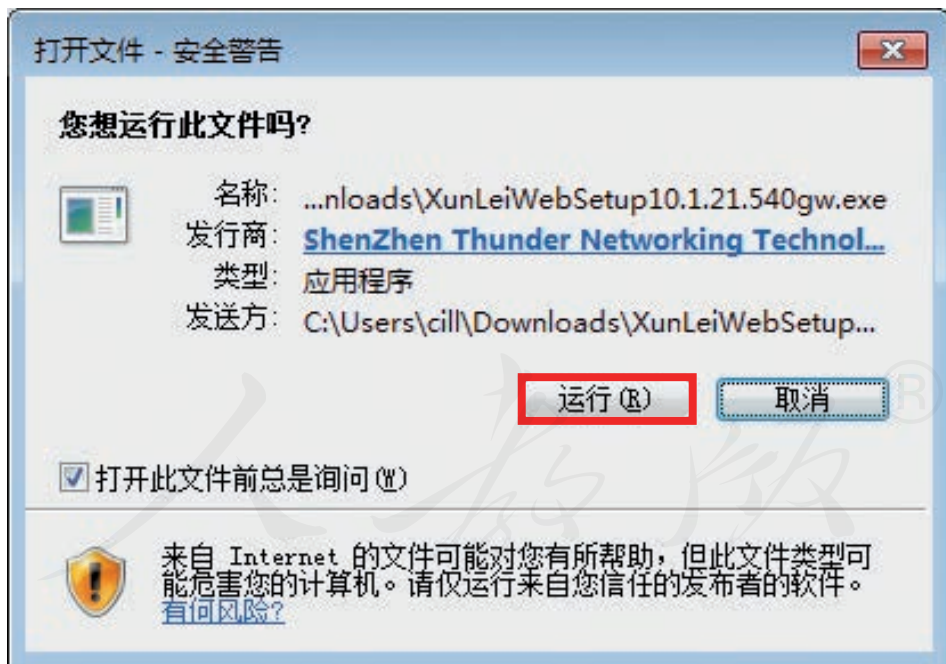 打开文件 - 安全警告
您想运行此文件吗?
名称: ...nloads\XunLeiWebSetup10.1.21.540gw.exe
发行商: ShenZhen Thunder Networking Technol...
类型: 应用程序
发送方: C:\Users\cill\Downloads\XunLeiWebSetup...
运行(R) 取消
打开此文件前总是询问(W)
来自 Internet 的文件可能对您有所帮助,但此文件类型可
能危害您的计算机。请仅运行来自您信任的发布者的软件。
有何风险?
人教版®